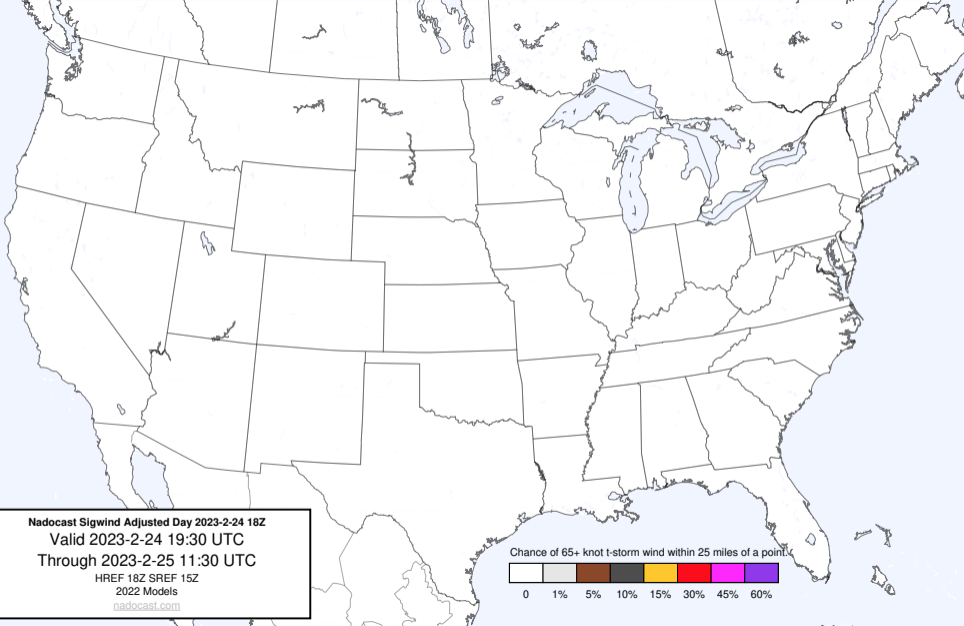 Nadocast Sigwind Adjusted Day 2023-2-24 18Z
Valid 2023-2-24 19:30 UTC
Through 2023-2-25 11:30 UTC
HREF 18Z SREF 15Z
2022 Models
nadocast.com
Chance of 65+ knot t-storm wind within 25 miles of a point.
0 1% 5% 10% 15% 30% 45% 60%